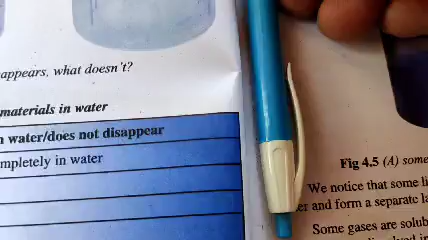 appears, what doesn't?
materials in water
water/does not disappear
mpletely in water
Fig 4.5 (A) some
We notice that some li
er and form a separate la
Some gases are solub